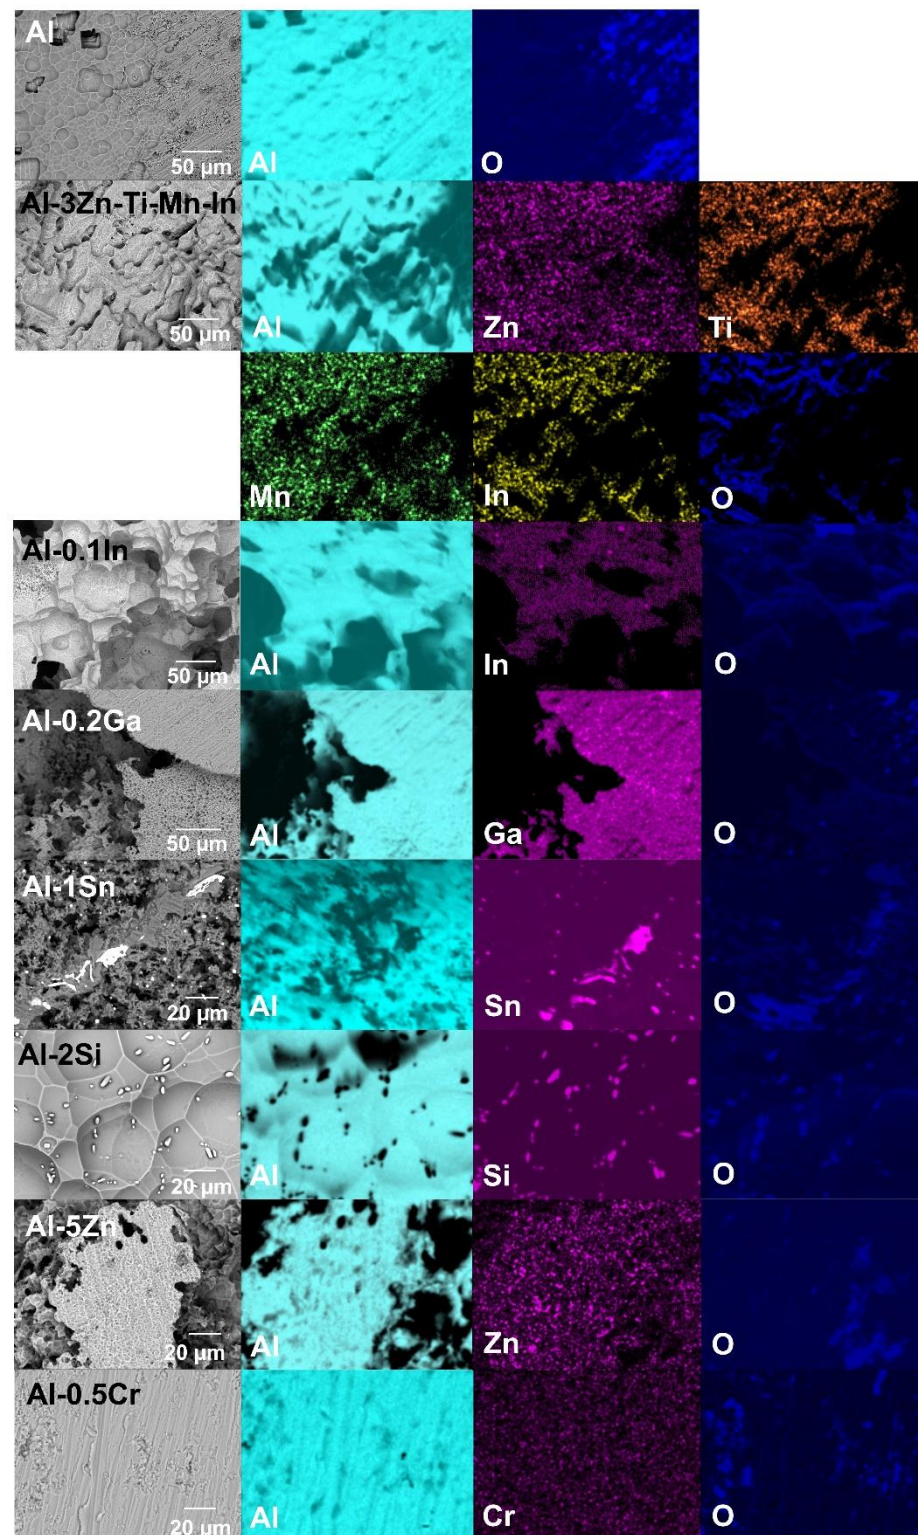 Al
50 µm
Al
O
Al-3Zn-Ti-Mn-In
50 µm
Al
Zn
Ti
Mn
In
O
Al-0.1In
50 µm
Al
In
O
Al-0.2Ga
50 µm
Al
Ga
O
Al-1Sn
20 µm
Al
Sn
O
Al-2Si
20 µm
Al
Si
O
Al-5Zn
20 µm
Al
Zn
O
Al-0.5Cr
20 µm
Al
Cr
O